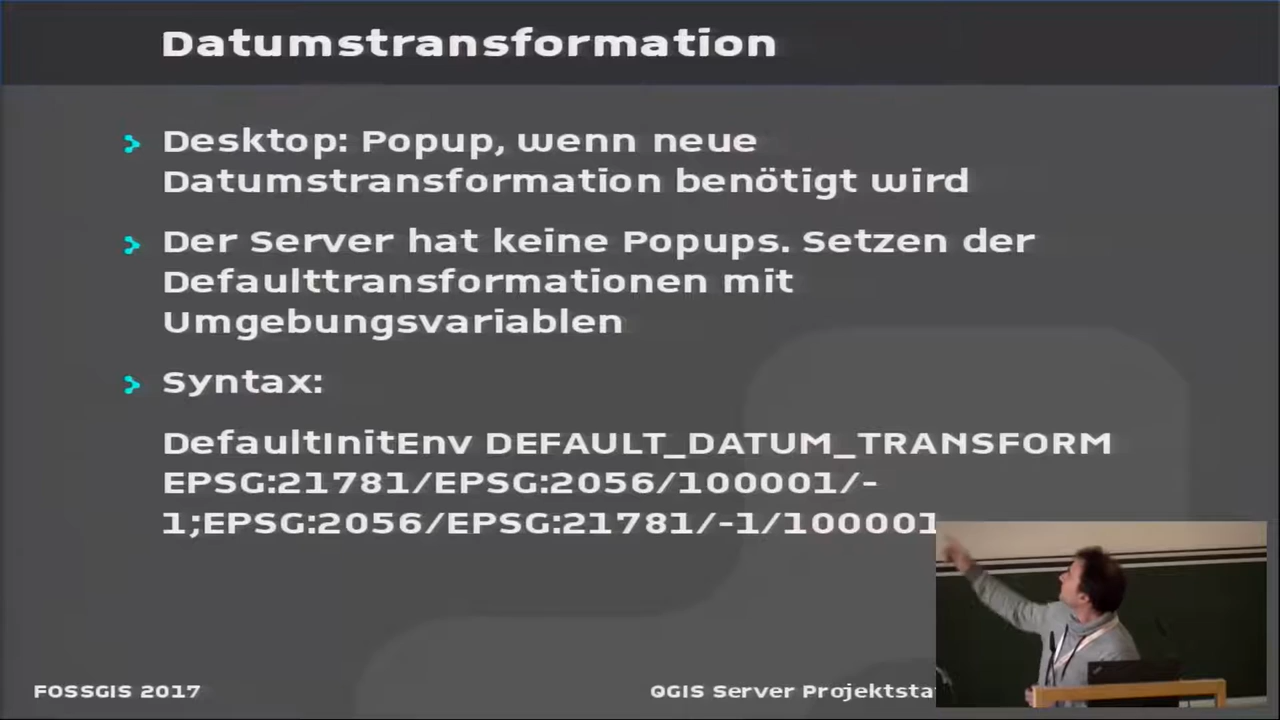 Datumstransformation
Desktop: Popup, wenn neue
Datumstransformation benötigt wird
Der Server hat keine Popups. Setzen der
Defaulttransformationen mit
Umgebungsvariablen
Syntax:
DefaultInitEnv DEFAULT_DATUM_TRANSFORM
EPSG:21781/EPSG:2056/100001/-
1;EPSG:2056/EPSG:21781/-1/100001
FOSSGIS 2017
QGIS Server